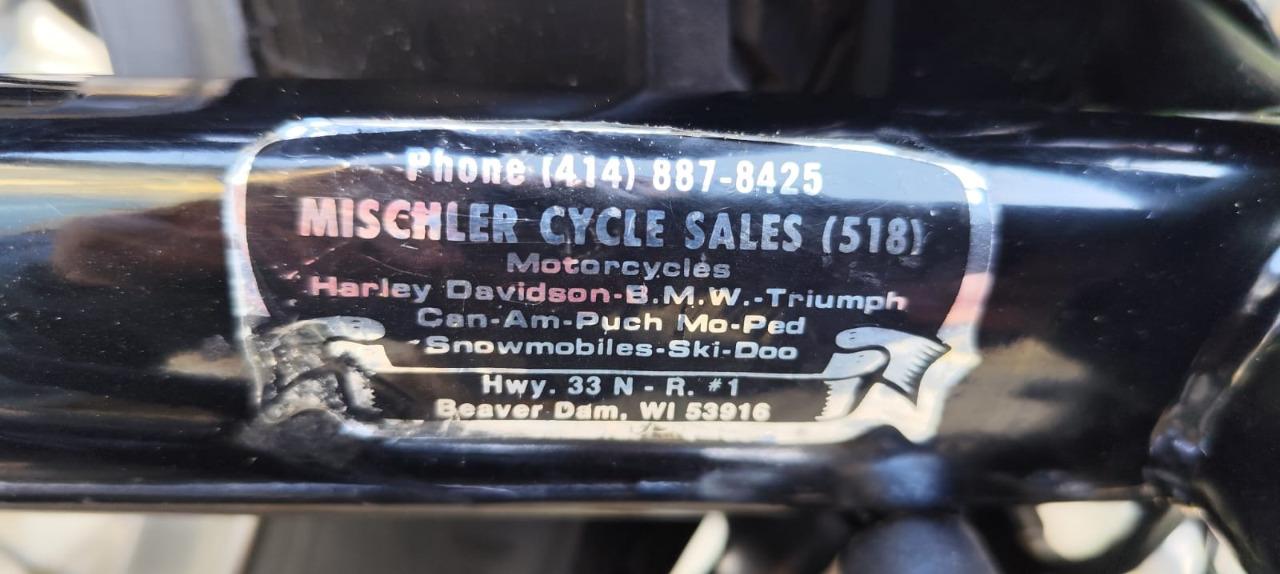 Phone (414) 887-8425
MISCHLER CYCLE SALES (518)
Motorcycles
Harley Davidson-B.M.W.-Triumph
Can-Am-Puch Mo-Ped
Snowmobiles-Ski-Doo
Hwy. 33 N - R. #1
Beaver Dam, WI 53916